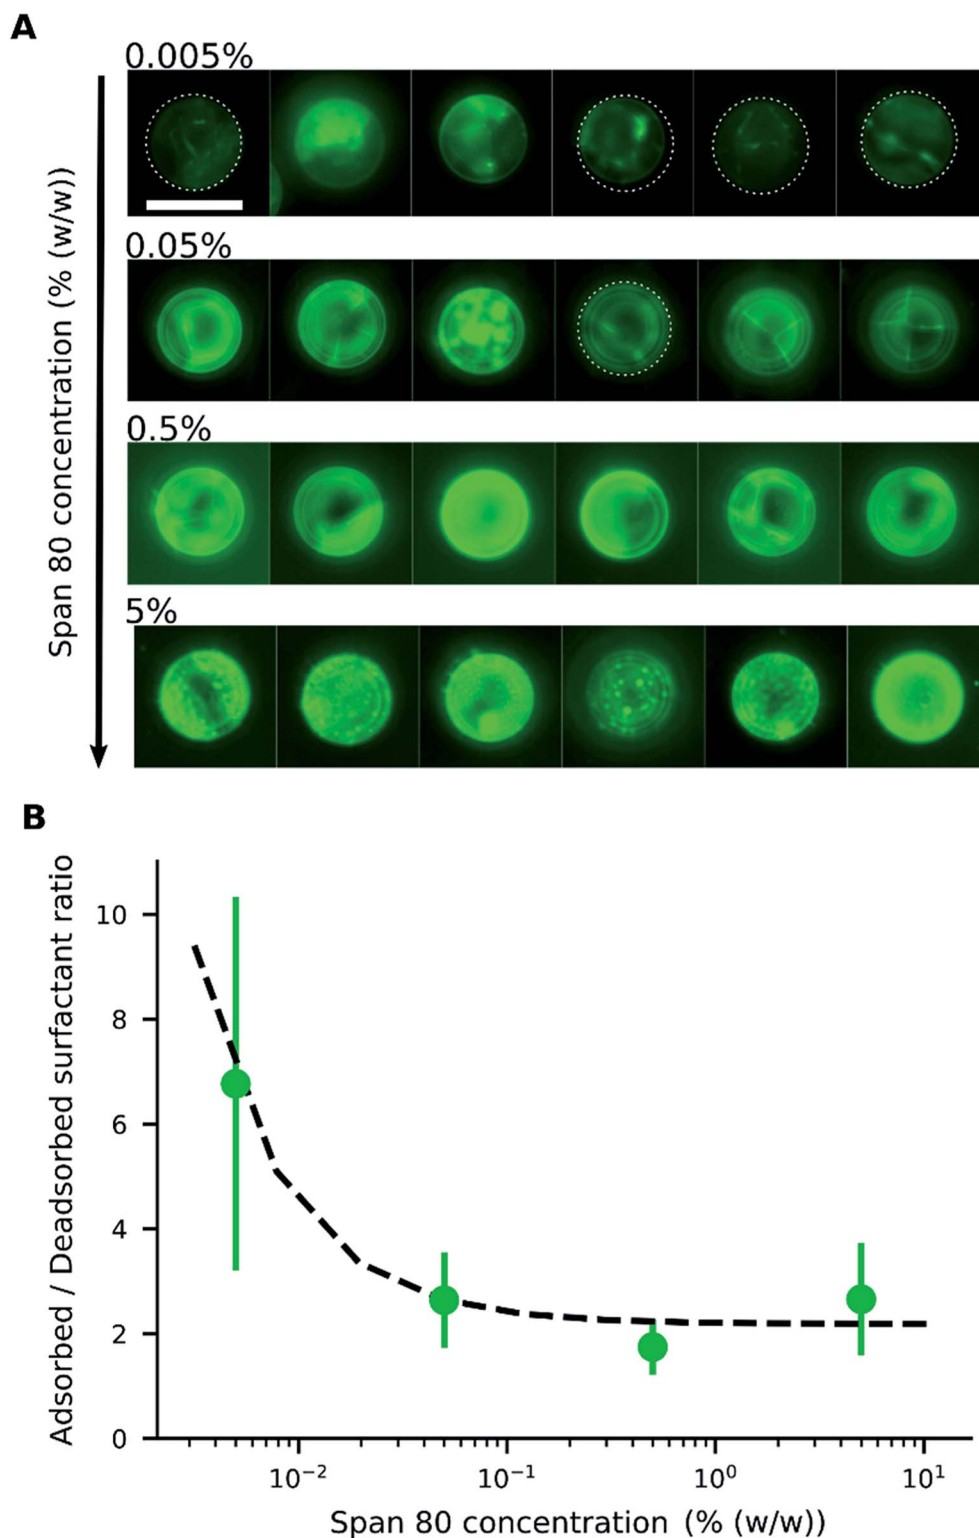 A
0.005%
0.05%
0.5%
5%
Span 80 concentration (% (w/w))
B
Adsorbed / Deadsorbed surfactant ratio
10
8
6
4
2
0
10⁻²
10⁻¹
10⁰
10¹
Span 80 concentration (% (w/w))